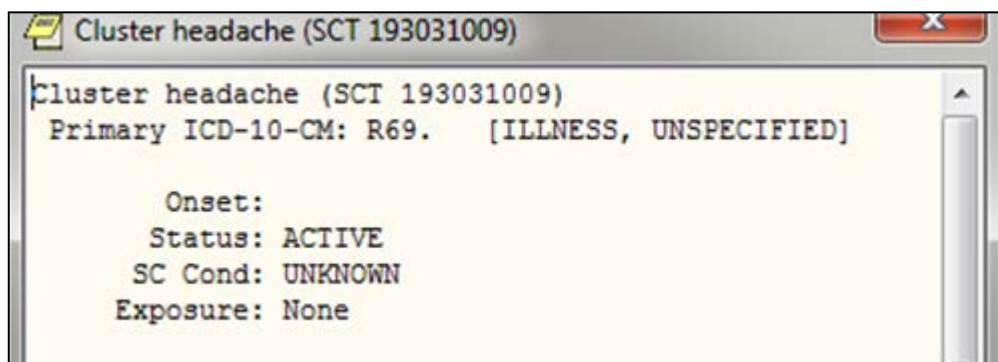 Cluster headache (SCT 193031009)
Cluster headache (SCT 193031009)
Primary ICD-10-CM: R69. [ILLNESS, UNSPECIFIED]
Onset:
Status: ACTIVE
SC Cond: UNKNOWN
Exposure: None